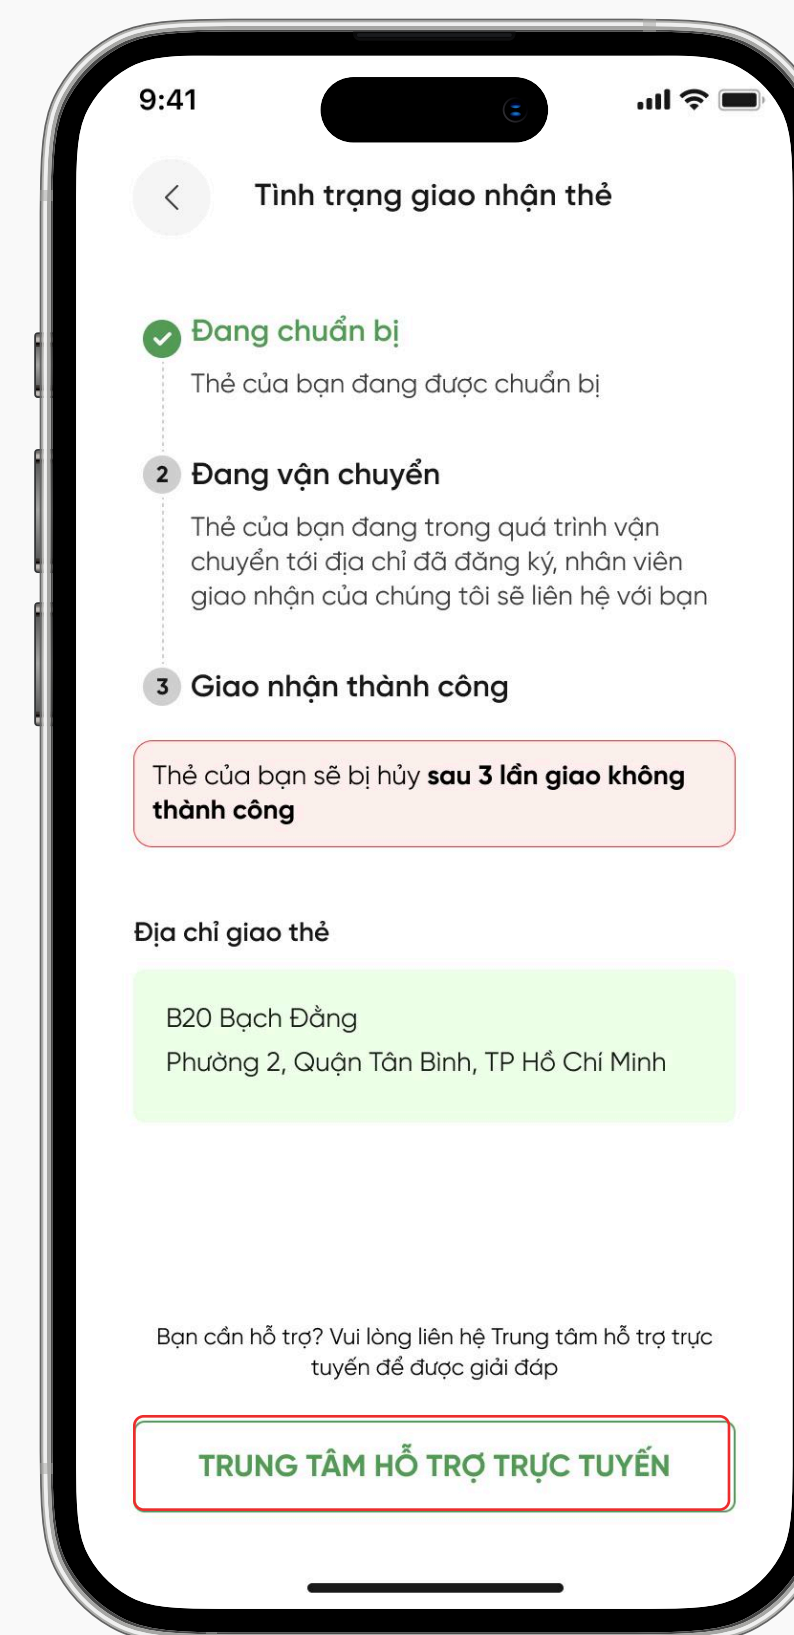 9:41
Tình trạng giao nhận thẻ
Đang chuẩn bị
Thẻ của bạn đang được chuẩn bị
2 Đang vận chuyển
Thẻ của bạn đang trong quá trình vận
chuyển tới địa chỉ đã đăng ký, nhân viên
giao nhận của chúng tôi sẽ liên hệ với bạn
3 Giao nhận thành công
Thẻ của bạn sẽ bị hủy sau 3 lần giao không
thành công
Địa chỉ giao thẻ
B20 Bạch Đằng
Phường 2, Quận Tân Bình, TP Hồ Chí Minh
Bạn cần hỗ trợ? Vui lòng liên hệ Trung tâm hỗ trợ trực
tuyến để được giải đáp
TRUNG TÂM HỖ TRỢ TRỰC TUYẾN